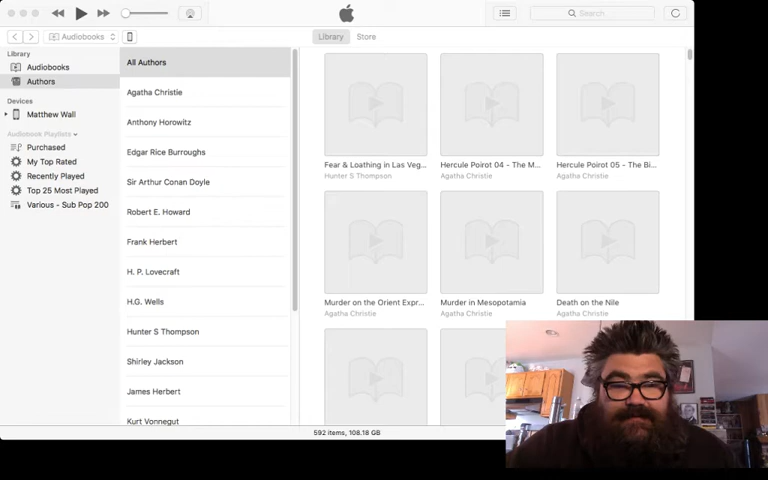 Search...
Audiobooks
Library
Store
Library
Audiobooks
Authors
Devices
Matthew Wall
Audiobook Playlists
Purchased
My Top Rated
Recently Played
Top 25 Most Played
Various - Sub Pop 200
All Authors
Agatha Christie
Anthony Horowitz
Edgar Rice Burroughs
Sir Arthur Conan Doyle
Robert E. Howard
Frank Herbert
H. P. Lovecraft
H.G. Wells
Hunter S Thompson
Shirley Jackson
James Herbert
Kurt Vonnegut
Fear & Loathing in Las Veg...
Hunter S Thompson
Hercule Poirot 04 - The M...
Agatha Christie
Hercule Poirot 05 - The Bi...
Agatha Christie
Murder on the Orient Expr...
Agatha Christie
Murder in Mesopotamia
Agatha Christie
Death on the Nile
Agatha Christie
592 items, 108.18 GB